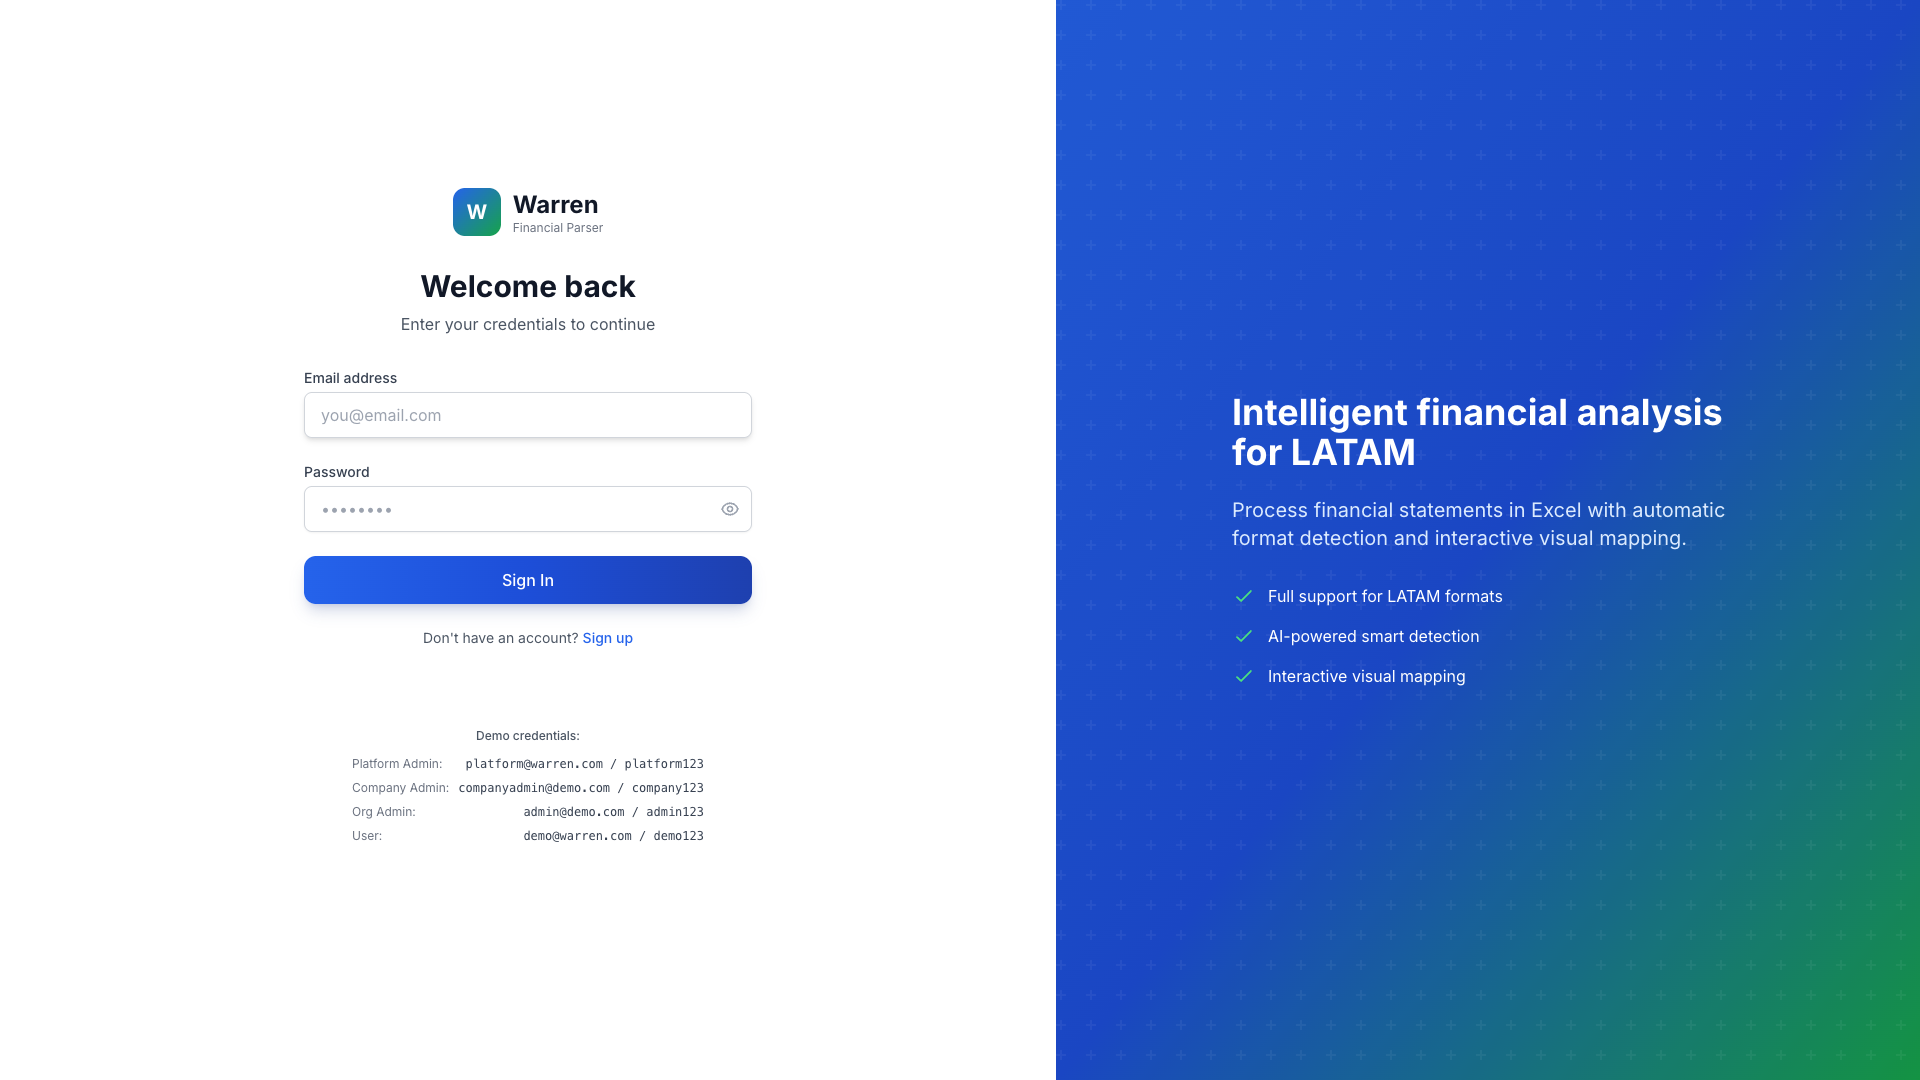 W
Warren
Financial Parser
Welcome back
Enter your credentials to continue
Email address
you@email.com
Password
••••••••
Sign In
Don't have an account? Sign up
Demo credentials:
Platform Admin: platform@warren.com / platform123
Company Admin: companyadmin@demo.com / company123
Org Admin: admin@demo.com / admin123
User: demo@warren.com / demo123
Intelligent financial analysis
for LATAM
Process financial statements in Excel with automatic
format detection and interactive visual mapping.
Full support for LATAM formats
AI-powered smart detection
Interactive visual mapping